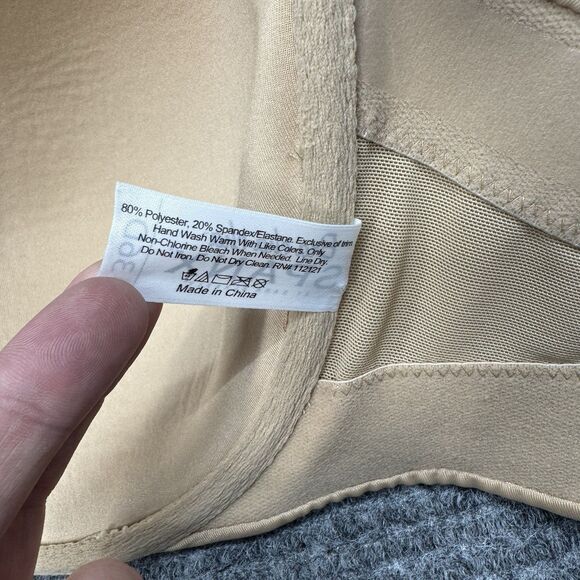 80% Polyester, 20% Spandex/Elastane. Exclusive of trim.
Hand Wash Warm With Like Colors. Only
Non-Chlorine Bleach When Needed. Line Dry.
Do Not Iron. Do Not Dry Clean. RN# 112121
Made in China